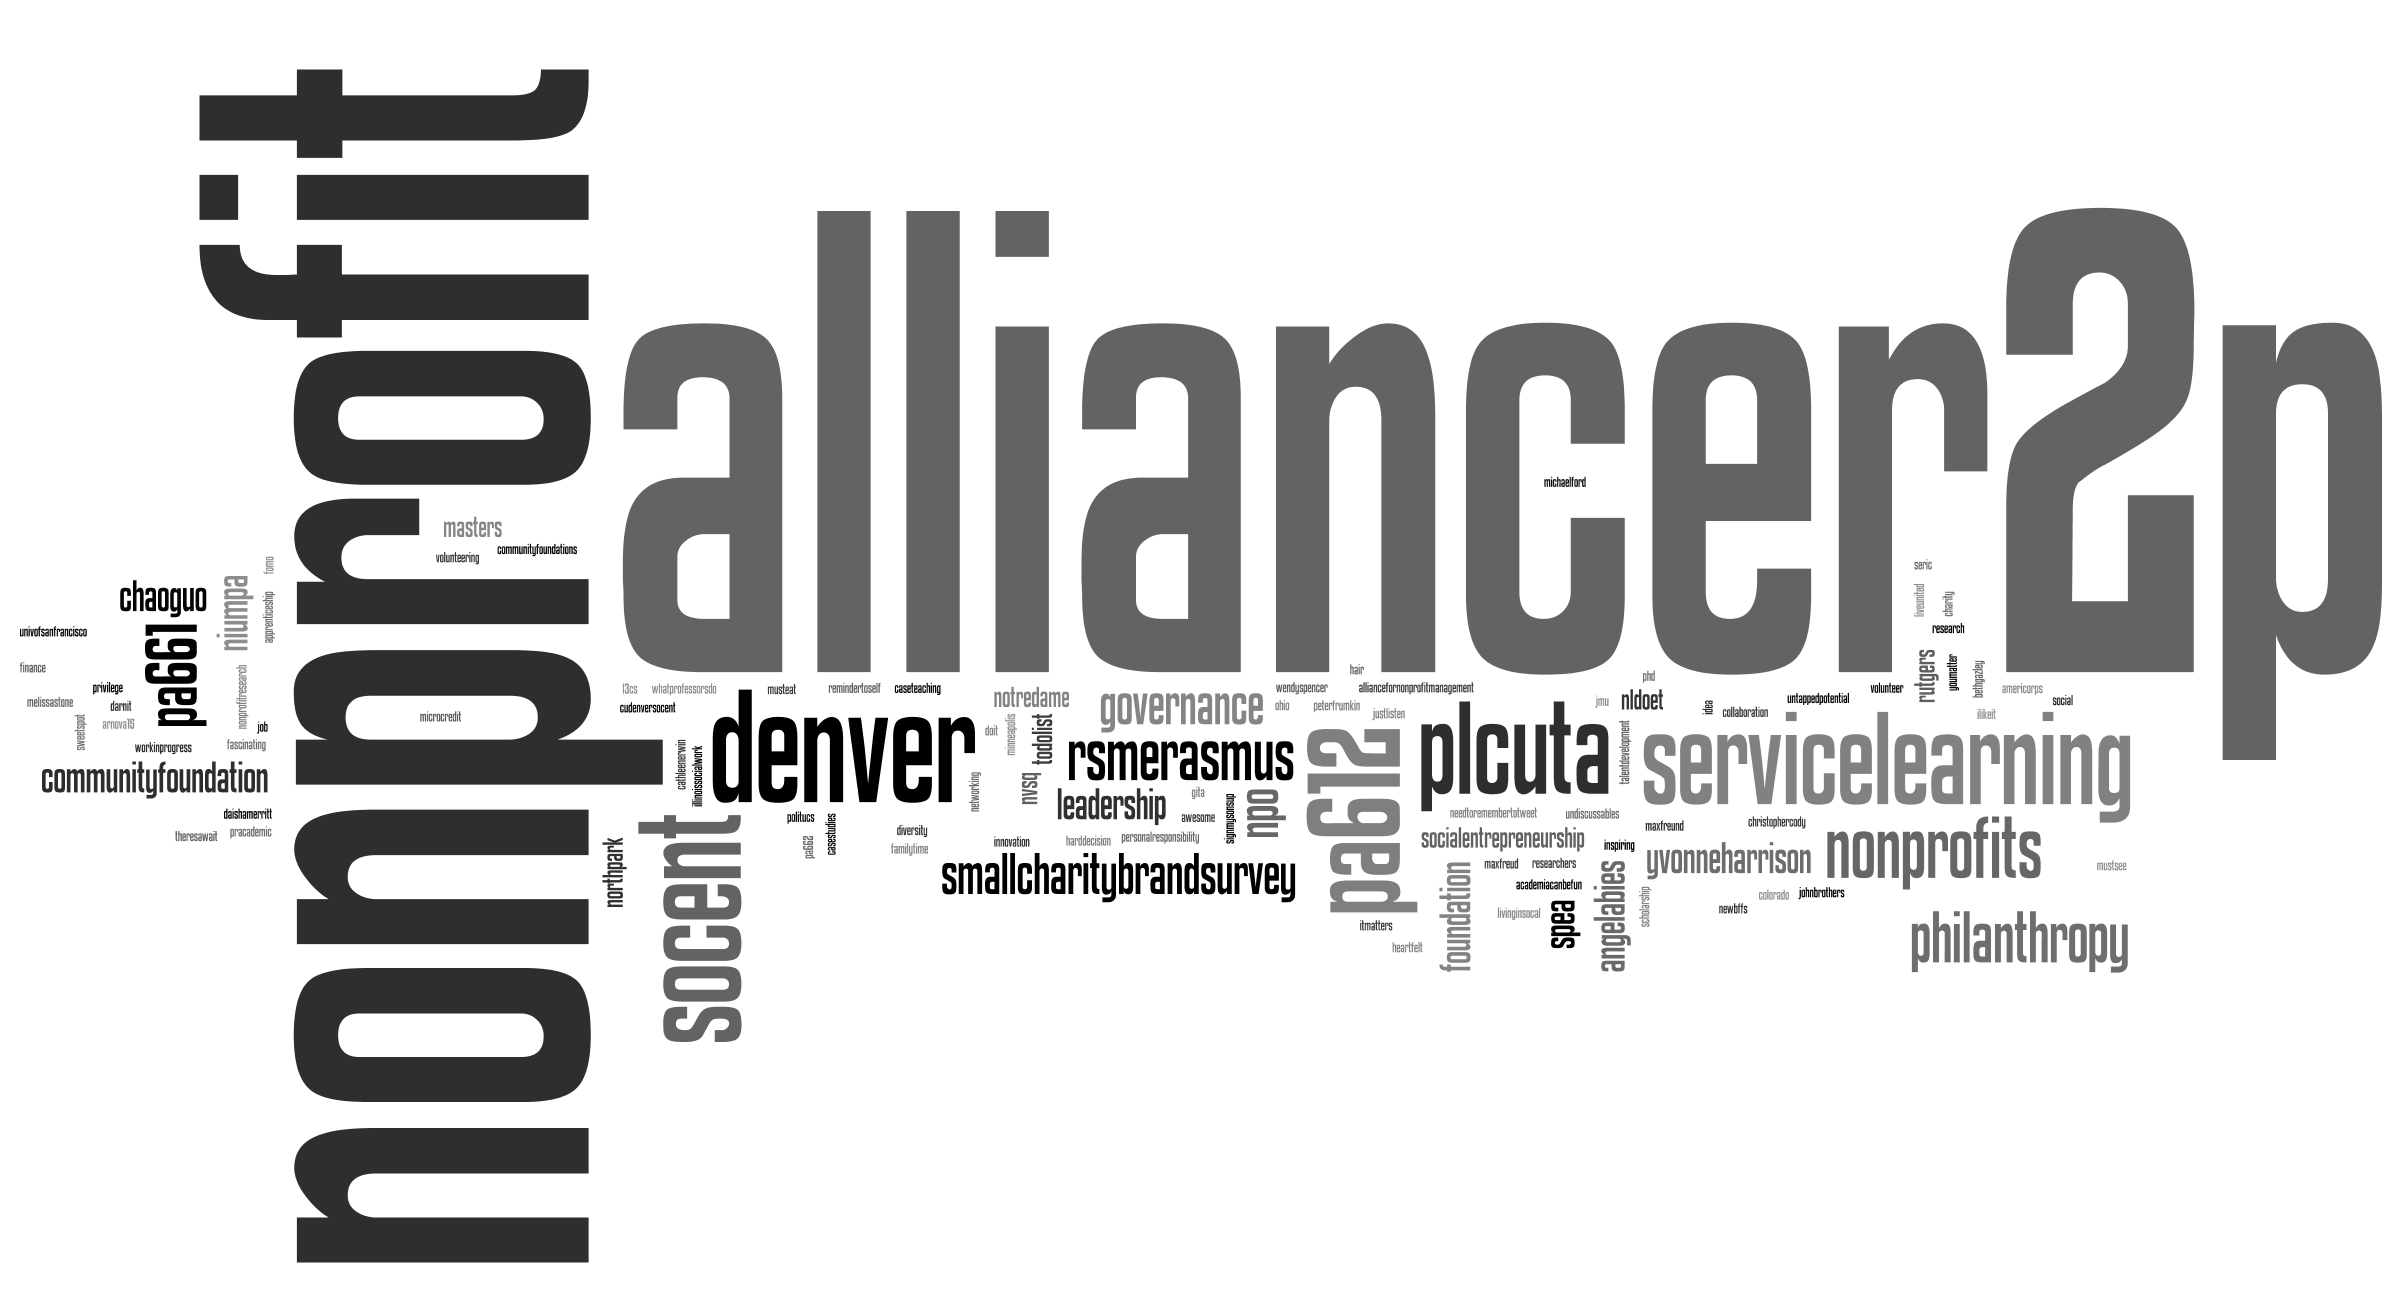 nonprofit
alliancer2p
michaelford
masters
volunteering
communityfoundations
microcredit
fomo
apprenticeship
niumpa
chaoguo
pa661
univofsanfrancisco
finance
privilege
melissastone
darnit
arnova15
sweetspot
nonprofitresearch
job
workinprogress
fascinating
communityfoundation
daishamerritt
theresawait
pracademic
northpark
socent
l3cs
whatprofessorsdo
musteat
remindertoself
caseteaching
cudenversocent
cathleenerwin
illinoissocialwork
denver
politucs
pa662
casestudies
diversity
familytime
networking
notredame
doit
minneapolis
todolist
nvsq
governance
rsmerasmus
leadership
gita
awesome
signmysonsup
npo
innovation
harddecision
personalresponsibility
smallcharitybrandsurvey
hair
wendyspencer
alliancefornonprofitmanagement
ohio
peterfrumkin
justlisten
pa612
itmatters
heartfelt
plcuta
phd
jmu
nldoet
talentdevelopment
needtoremembertotweet
undiscussables
socialentrepreneurship
inspiring
maxfreud
researchers
academiacanbefun
foundation
livinginsocal
spea
angelabies
scholarship
idea
collaboration
untappedpotential
volunteer
seric
liveunited
charity
research
rutgers
youmatter
bethgazley
americorps
ilikeit
social
servicelearning
maxfreund
christophercody
yvonneharrison
nonprofits
mustsee
colorado
johnbrothers
newbffs
philanthropy